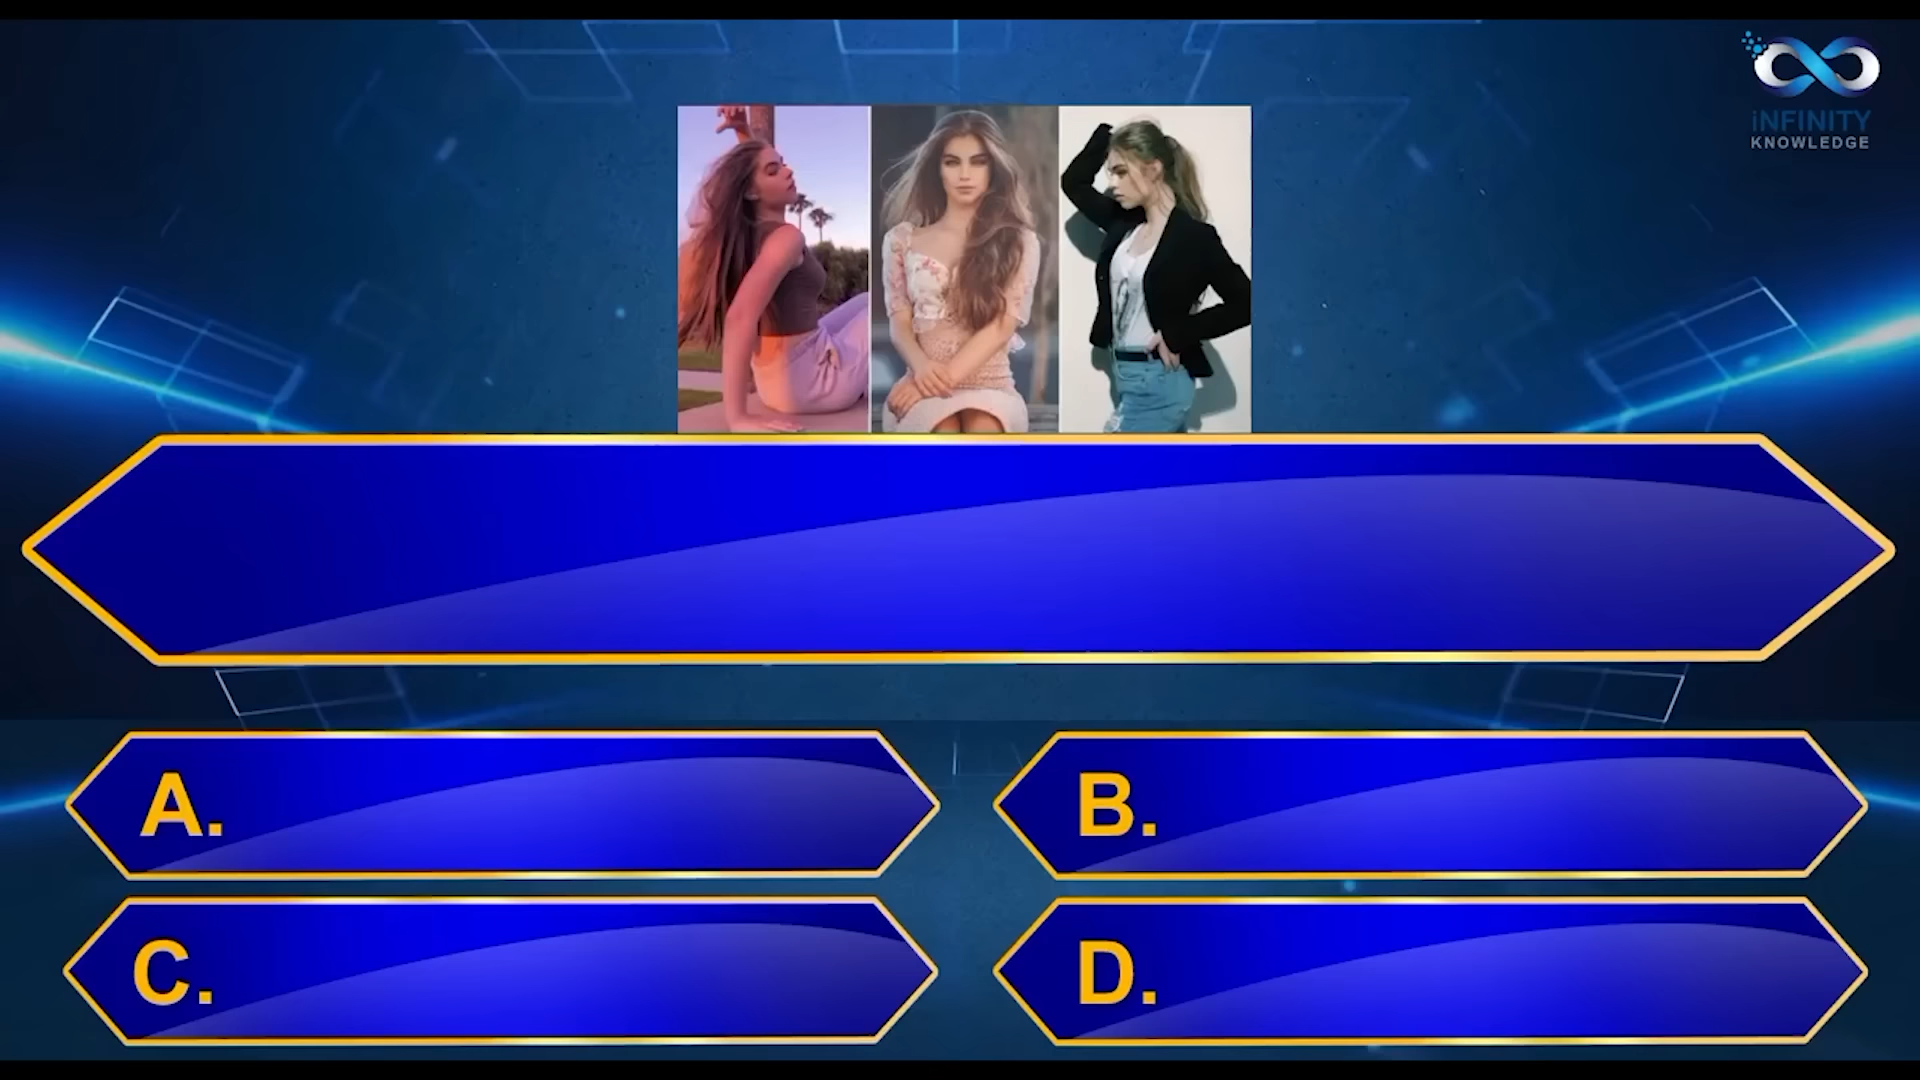 iNFINITY
KNOWLEDGE
A.
B.
C.
D.